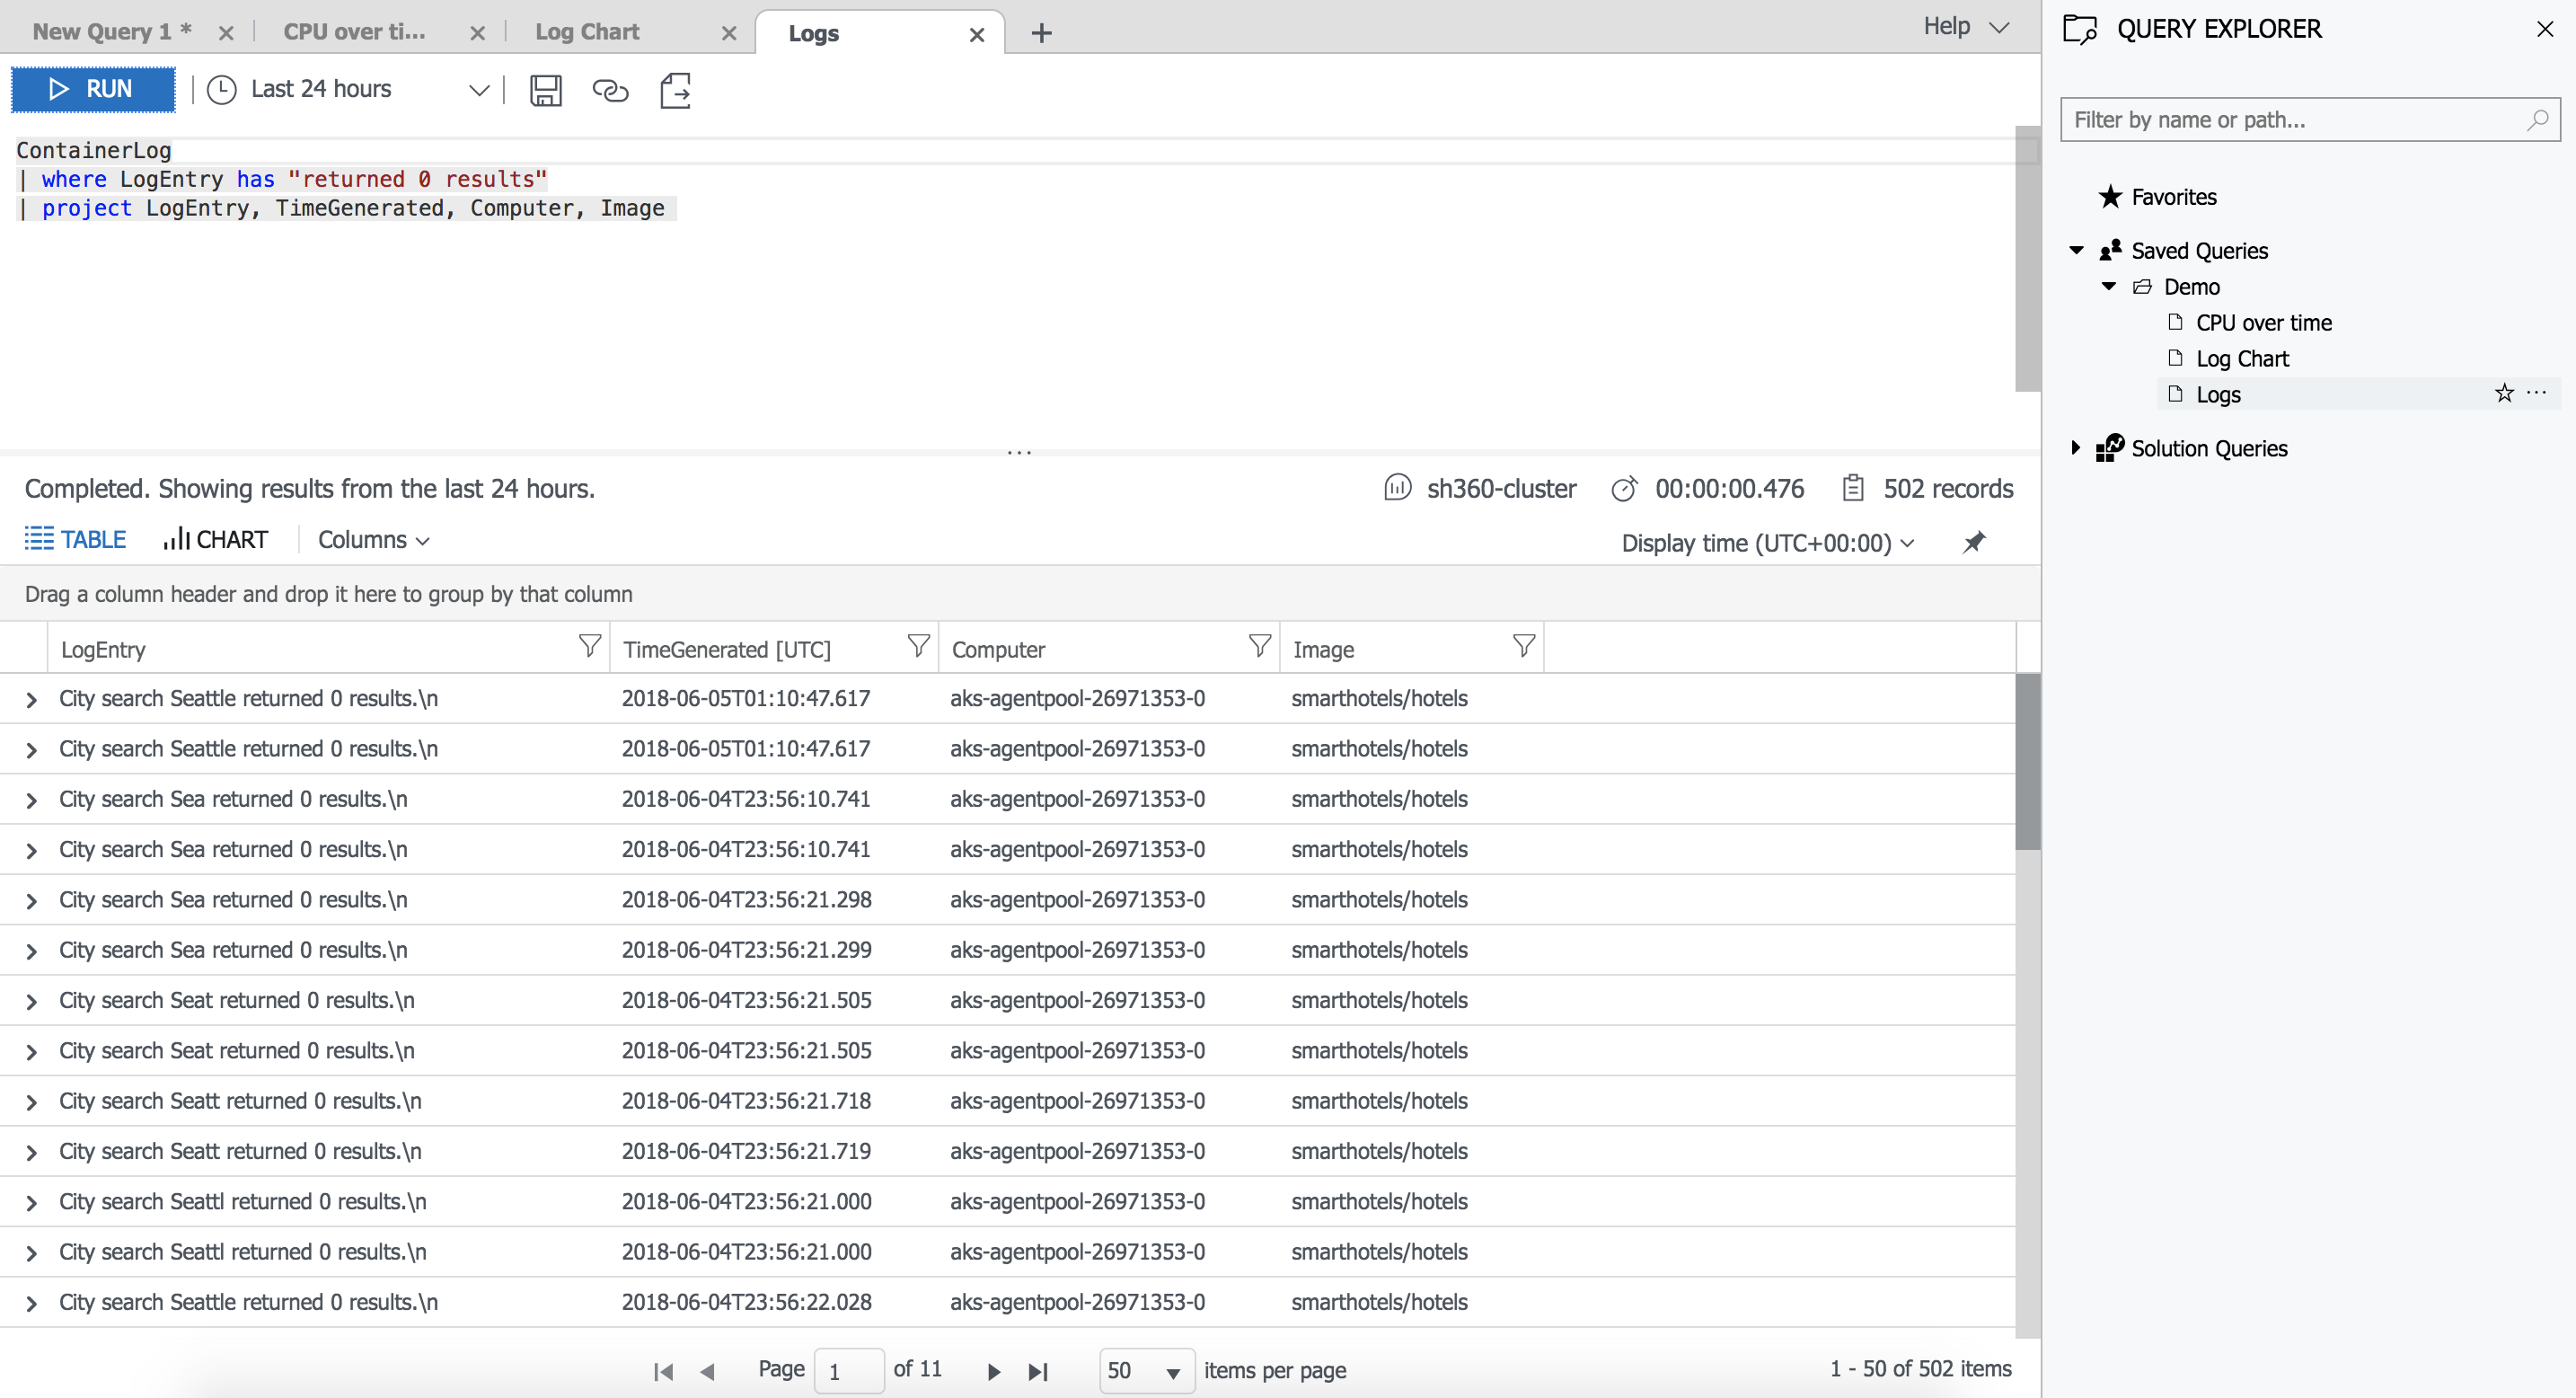 New Query 1 *
CPU over ti...
Log Chart
Logs
Help
RUN
Last 24 hours
ContainerLog
| where LogEntry has "returned 0 results"
| project LogEntry, TimeGenerated, Computer, Image
Completed. Showing results from the last 24 hours.
sh360-cluster
00:00:00.476
502 records
TABLE
CHART
Columns
Display time (UTC+00:00)
Drag a column header and drop it here to group by that column
LogEntry TimeGenerated [UTC] Computer Image
City search Seattle returned 0 results.\n 2018-06-05T01:10:47.617 aks-agentpool-26971353-0 smarthotels/hotels
City search Seattle returned 0 results.\n 2018-06-05T01:10:47.617 aks-agentpool-26971353-0 smarthotels/hotels
City search Sea returned 0 results.\n 2018-06-04T23:56:10.741 aks-agentpool-26971353-0 smarthotels/hotels
City search Sea returned 0 results.\n 2018-06-04T23:56:10.741 aks-agentpool-26971353-0 smarthotels/hotels
City search Sea returned 0 results.\n 2018-06-04T23:56:21.298 aks-agentpool-26971353-0 smarthotels/hotels
City search Sea returned 0 results.\n 2018-06-04T23:56:21.299 aks-agentpool-26971353-0 smarthotels/hotels
City search Seat returned 0 results.\n 2018-06-04T23:56:21.505 aks-agentpool-26971353-0 smarthotels/hotels
City search Seat returned 0 results.\n 2018-06-04T23:56:21.505 aks-agentpool-26971353-0 smarthotels/hotels
City search Seatt returned 0 results.\n 2018-06-04T23:56:21.718 aks-agentpool-26971353-0 smarthotels/hotels
City search Seatt returned 0 results.\n 2018-06-04T23:56:21.719 aks-agentpool-26971353-0 smarthotels/hotels
City search Seattl returned 0 results.\n 2018-06-04T23:56:21.000 aks-agentpool-26971353-0 smarthotels/hotels
City search Seattl returned 0 results.\n 2018-06-04T23:56:21.000 aks-agentpool-26971353-0 smarthotels/hotels
City search Seattle returned 0 results.\n 2018-06-04T23:56:22.028 aks-agentpool-26971353-0 smarthotels/hotels
Page 1 of 11
50 items per page
1 - 50 of 502 items
QUERY EXPLORER
Filter by name or path...
Favorites
Saved Queries
Demo
CPU over time
Log Chart
Logs
Solution Queries